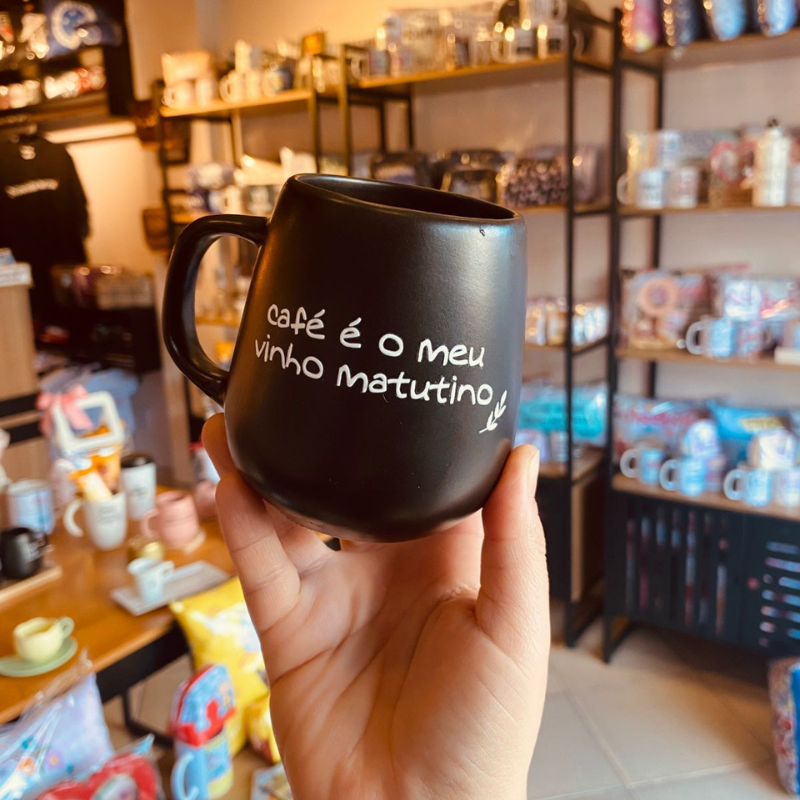 café é o meu
vinho matutino